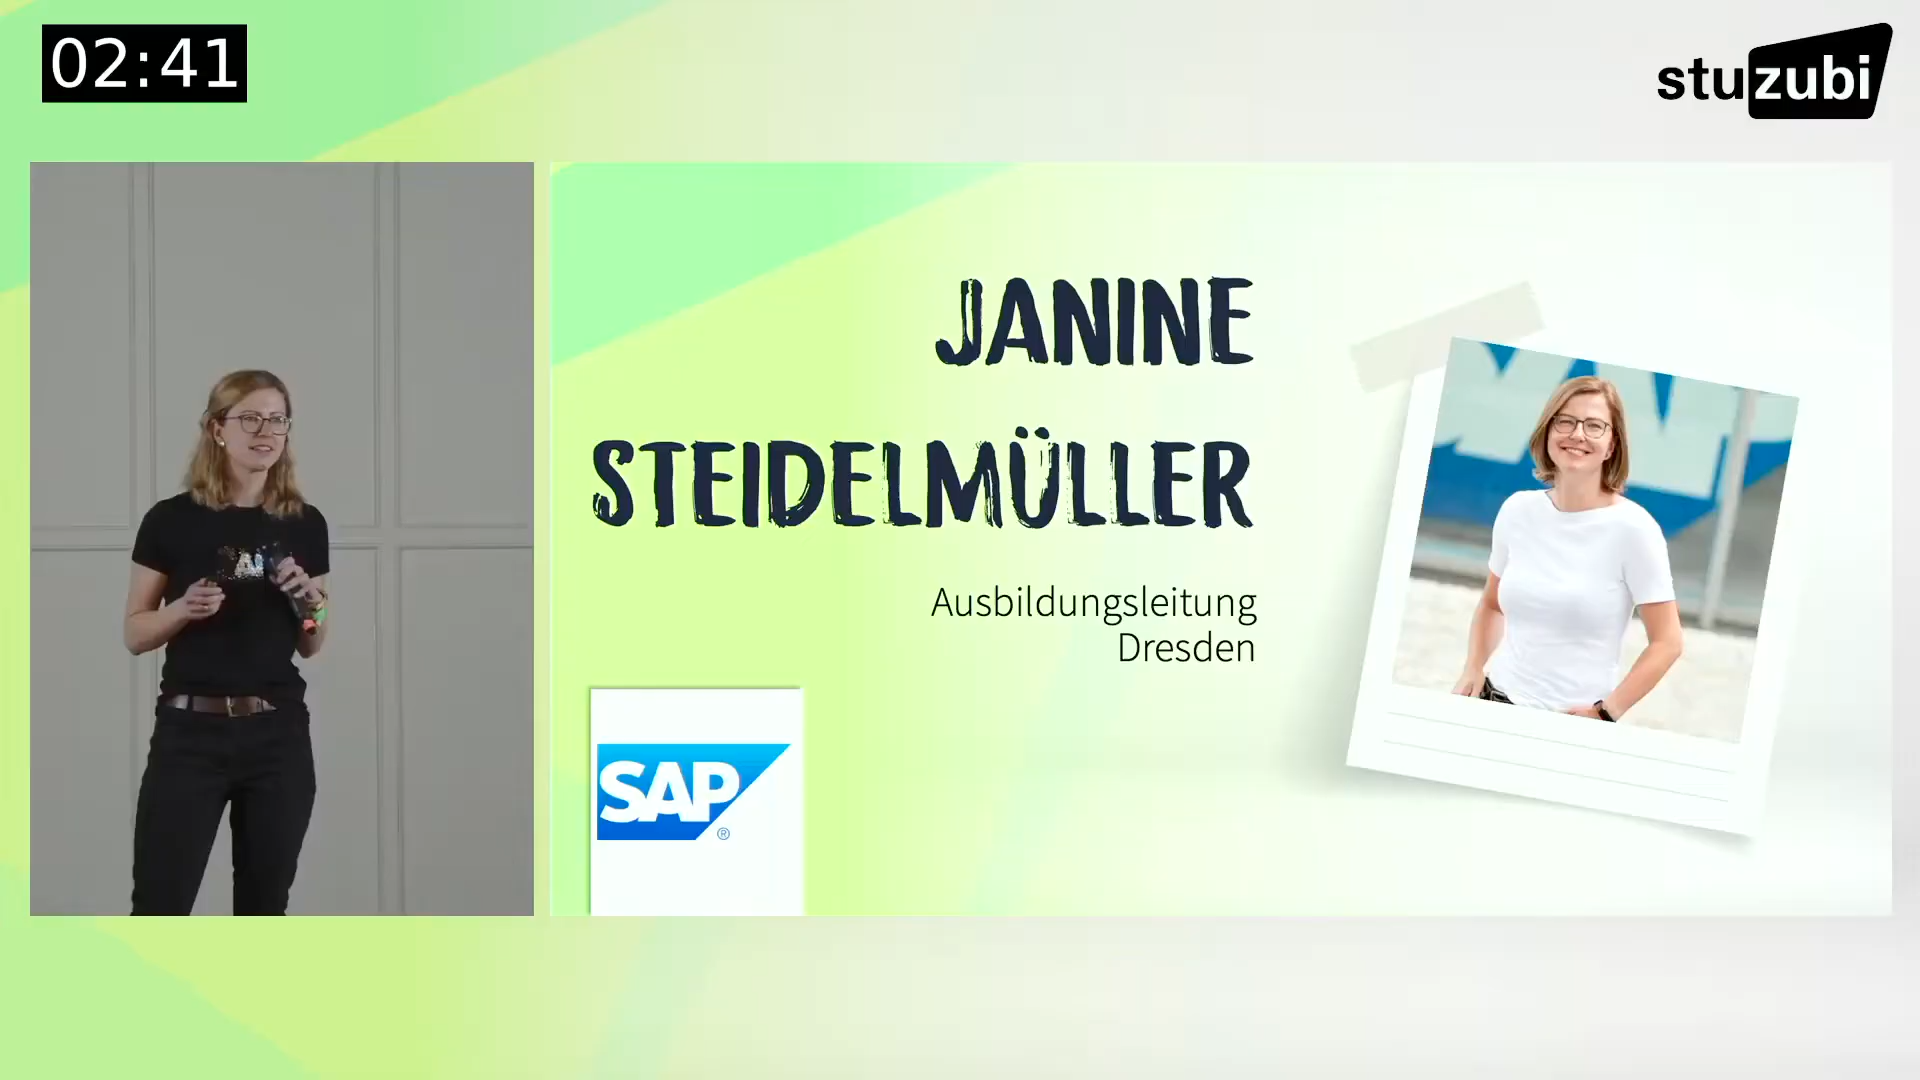 02:41
stuzubi
JANINE
STEIDELMÜLLER
Ausbildungsleitung
Dresden
SAP
®